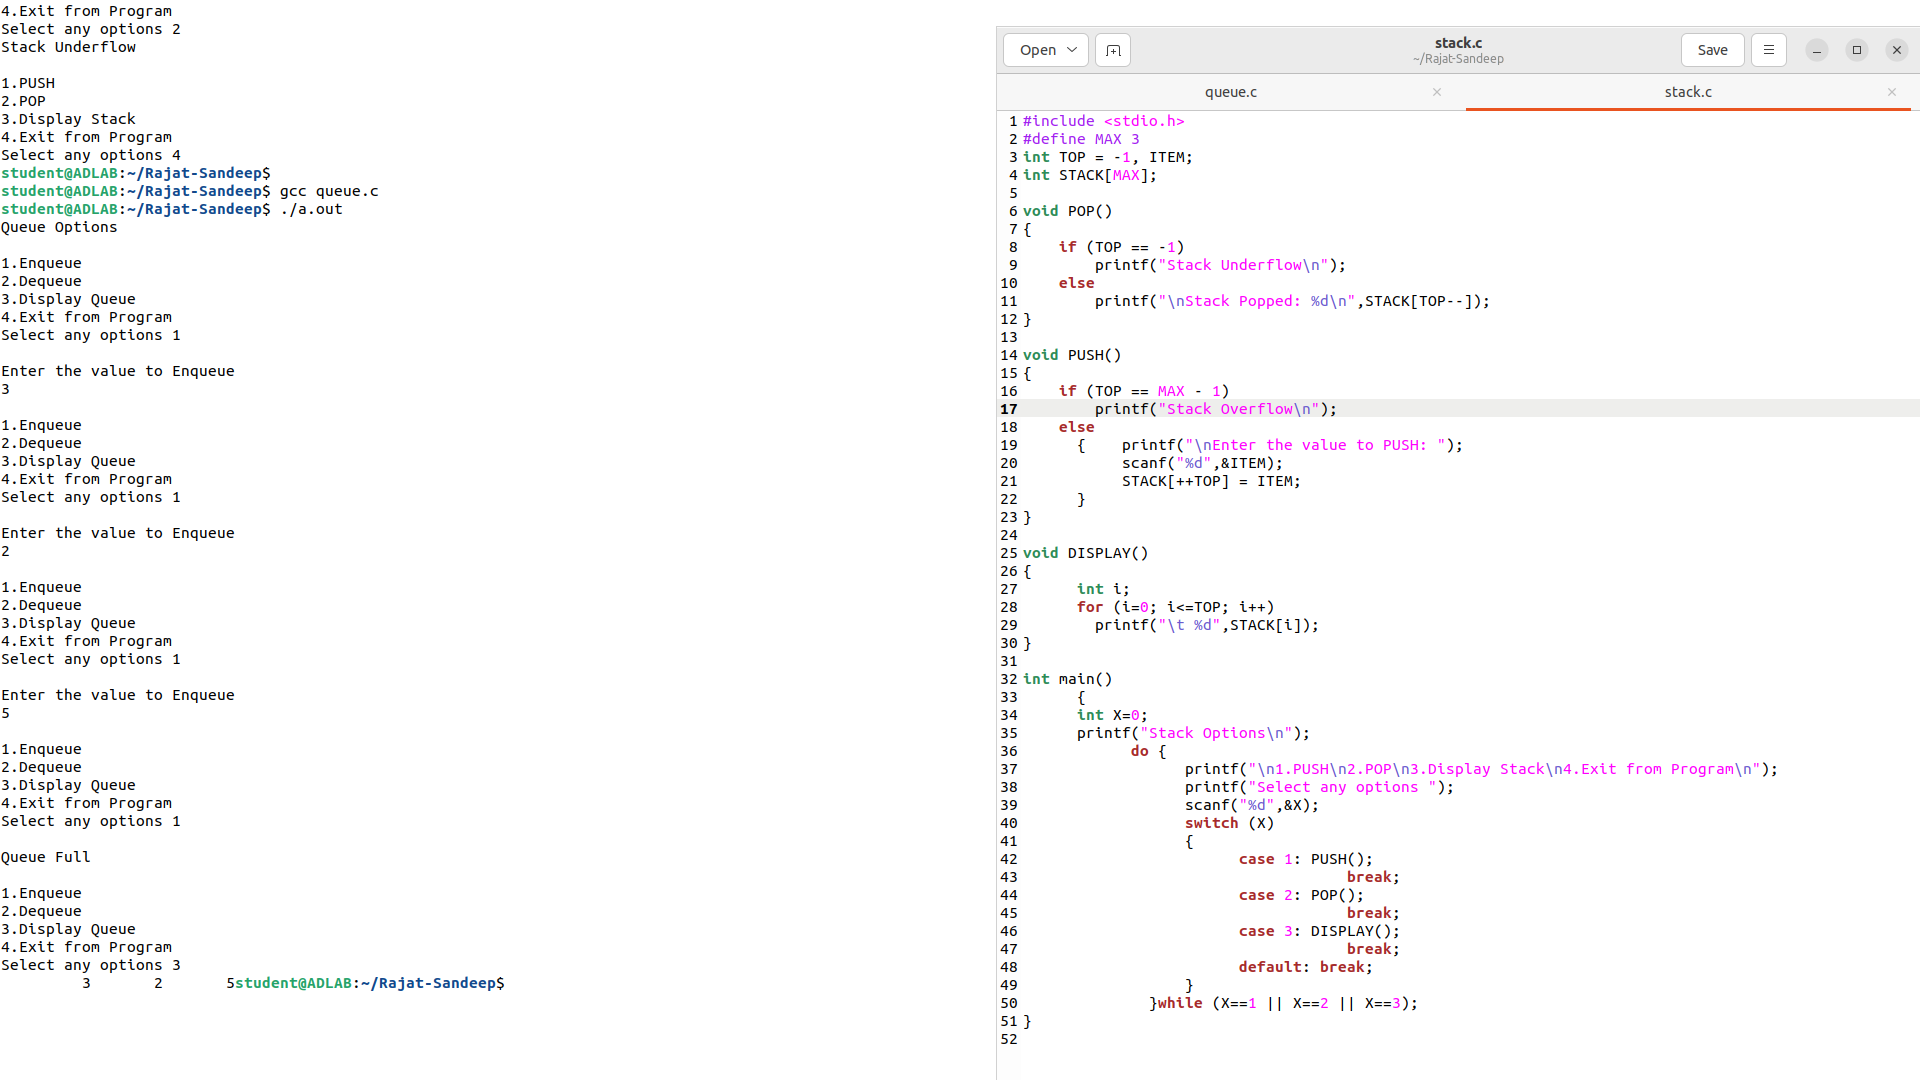 4.Exit from Program
Select any options 2
Stack Underflow
1.PUSH
2.POP
3.Display Stack
4.Exit from Program
Select any options 4
student@ADLAB:~/Rajat-Sandeep$
student@ADLAB:~/Rajat-Sandeep$ gcc queue.c
student@ADLAB:~/Rajat-Sandeep$ ./a.out
Queue Options
1.Enqueue
2.Dequeue
3.Display Queue
4.Exit from Program
Select any options 1
Enter the value to Enqueue
3
1.Enqueue
2.Dequeue
3.Display Queue
4.Exit from Program
Select any options 1
Enter the value to Enqueue
2
1.Enqueue
2.Dequeue
3.Display Queue
4.Exit from Program
Select any options 1
Enter the value to Enqueue
5
1.Enqueue
2.Dequeue
3.Display Queue
4.Exit from Program
Select any options 1
Queue Full
1.Enqueue
2.Dequeue
3.Display Queue
4.Exit from Program
Select any options 3
         3       2       5student@ADLAB:~/Rajat-Sandeep$
Open stack.c Save
~/Rajat-Sandeep
queue.c stack.c
1 #include <stdio.h>
2 #define MAX 3
3 int TOP = -1, ITEM;
4 int STACK[MAX];
5
6 void POP()
7 {
8     if (TOP == -1)
9         printf("Stack Underflow\n");
10     else
11         printf("\nStack Popped: %d\n",STACK[TOP--]);
12 }
13
14 void PUSH()
15 {
16     if (TOP == MAX - 1)
17         printf("Stack Overflow\n");
18     else
19       {    printf("\nEnter the value to PUSH: ");
20            scanf("%d",&ITEM);
21            STACK[++TOP] = ITEM;
22       }
23 }
24
25 void DISPLAY()
26 {
27       int i;
28       for (i=0; i<=TOP; i++)
29         printf("\t %d",STACK[i]);
30 }
31
32 int main()
33       {
34       int X=0;
35       printf("Stack Options\n");
36             do {
37                   printf("\n1.PUSH\n2.POP\n3.Display Stack\n4.Exit from Program\n");
38                   printf("Select any options ");
39                   scanf("%d",&X);
40                   switch (X)
41                   {
42                         case 1: PUSH();
43                                     break;
44                         case 2: POP();
45                                     break;
46                         case 3: DISPLAY();
47                                     break;
48                         default: break;
49                   }
50               }while (X==1 || X==2 || X==3);
51 }
52